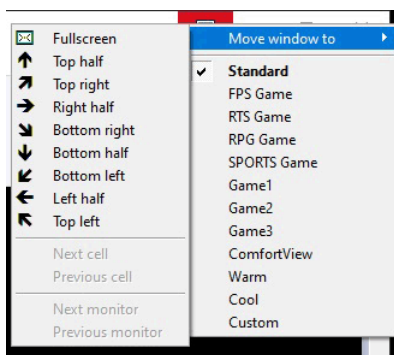 Fullscreen
Top half
Top right
Right half
Bottom right
Bottom half
Bottom left
Left half
Top left
Next cell
Previous cell
Next monitor
Previous monitor
Move window to
Standard
FPS Game
RTS Game
RPG Game
SPORTS Game
Game1
Game2
Game3
ComfortView
Warm
Cool
Custom